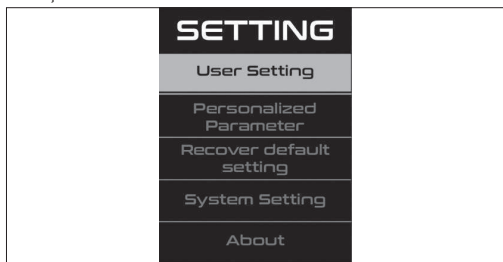 SETTING
User Setting
Personalized
Parameter
Recover default
setting
System Setting
About